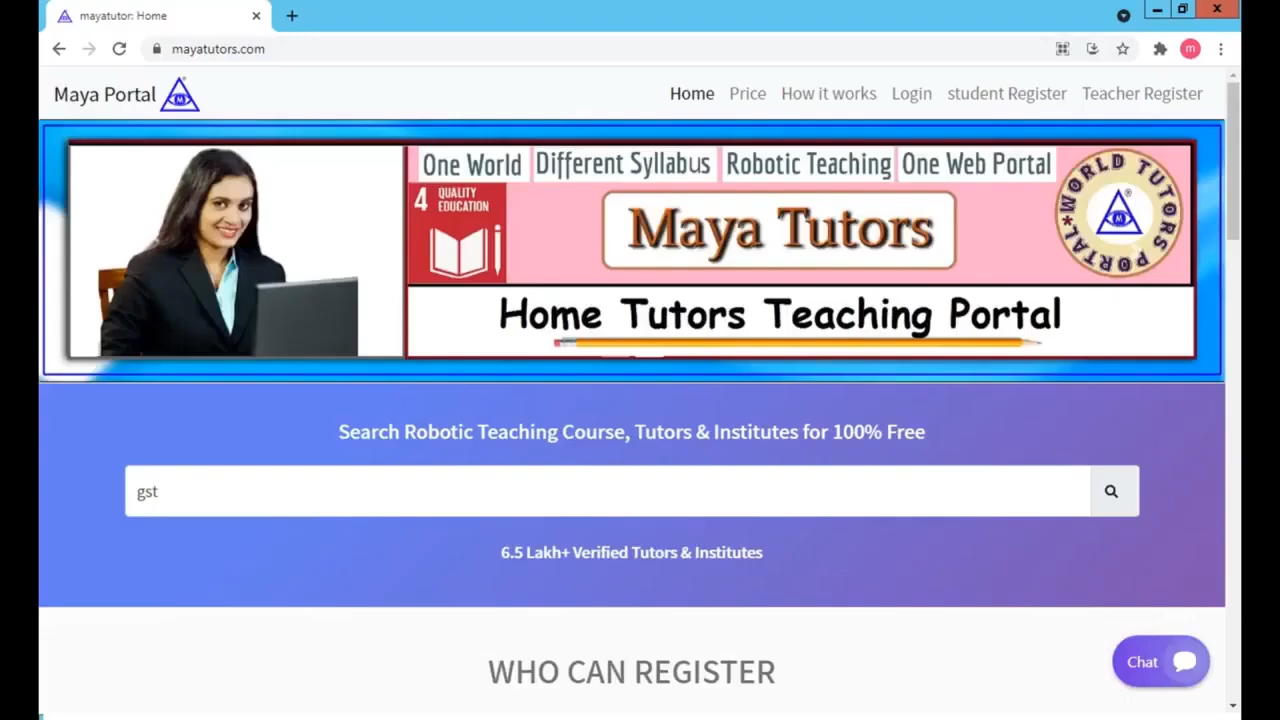 mayatutor: Home
mayatutors.com
m
Maya Portal M
Home Price How it works Login student Register Teacher Register
One World Different Syllabus Robotic Teaching One Web Portal
4 QUALITY
EDUCATION
Maya Tutors
WORLD TUTORS PORTAL*
M
Home Tutors Teaching Portal
Search Robotic Teaching Course, Tutors & Institutes for 100% Free
gst
6.5 Lakh+ Verified Tutors & Institutes
WHO CAN REGISTER
Chat